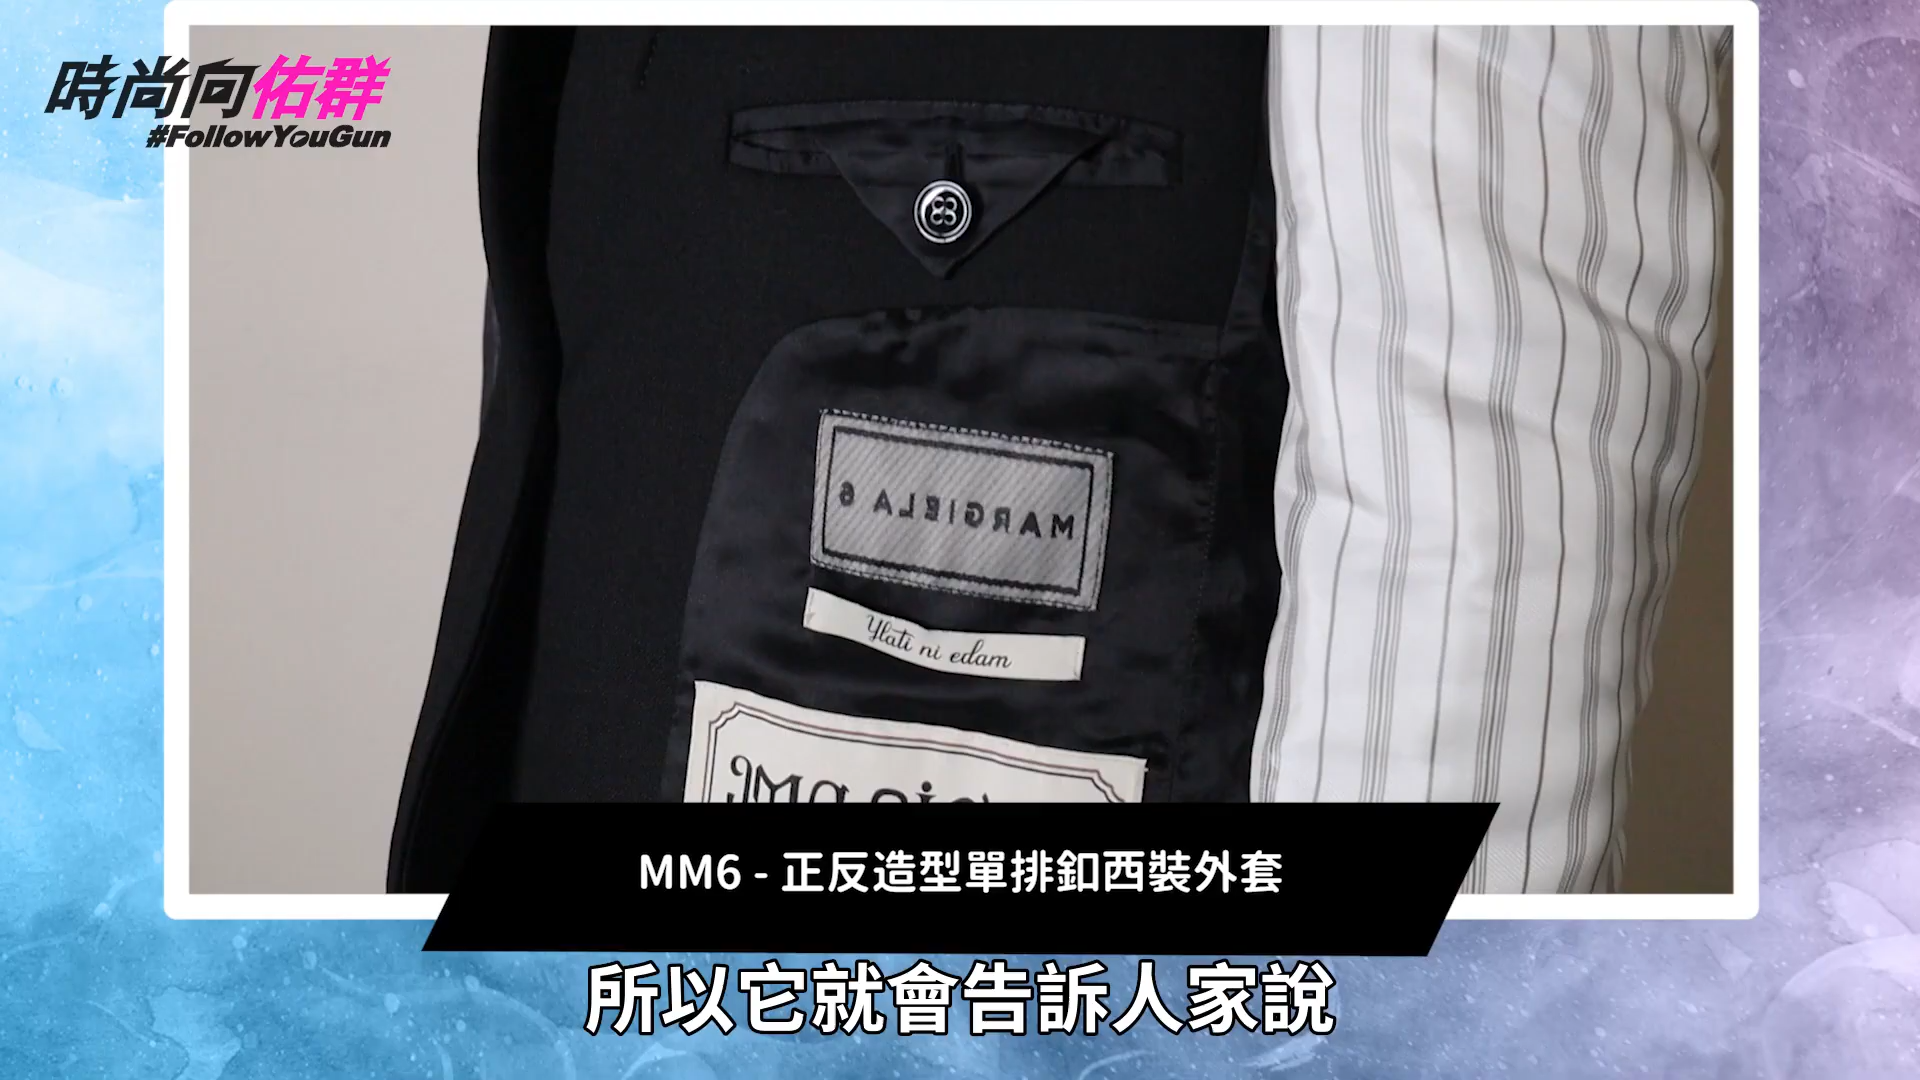 時尚向佑群
#FollowYouGun
MARGIELA 6
Ylati ni edam
MM6 - 正反造型單排釦西裝外套
所以它就會告訴人家說